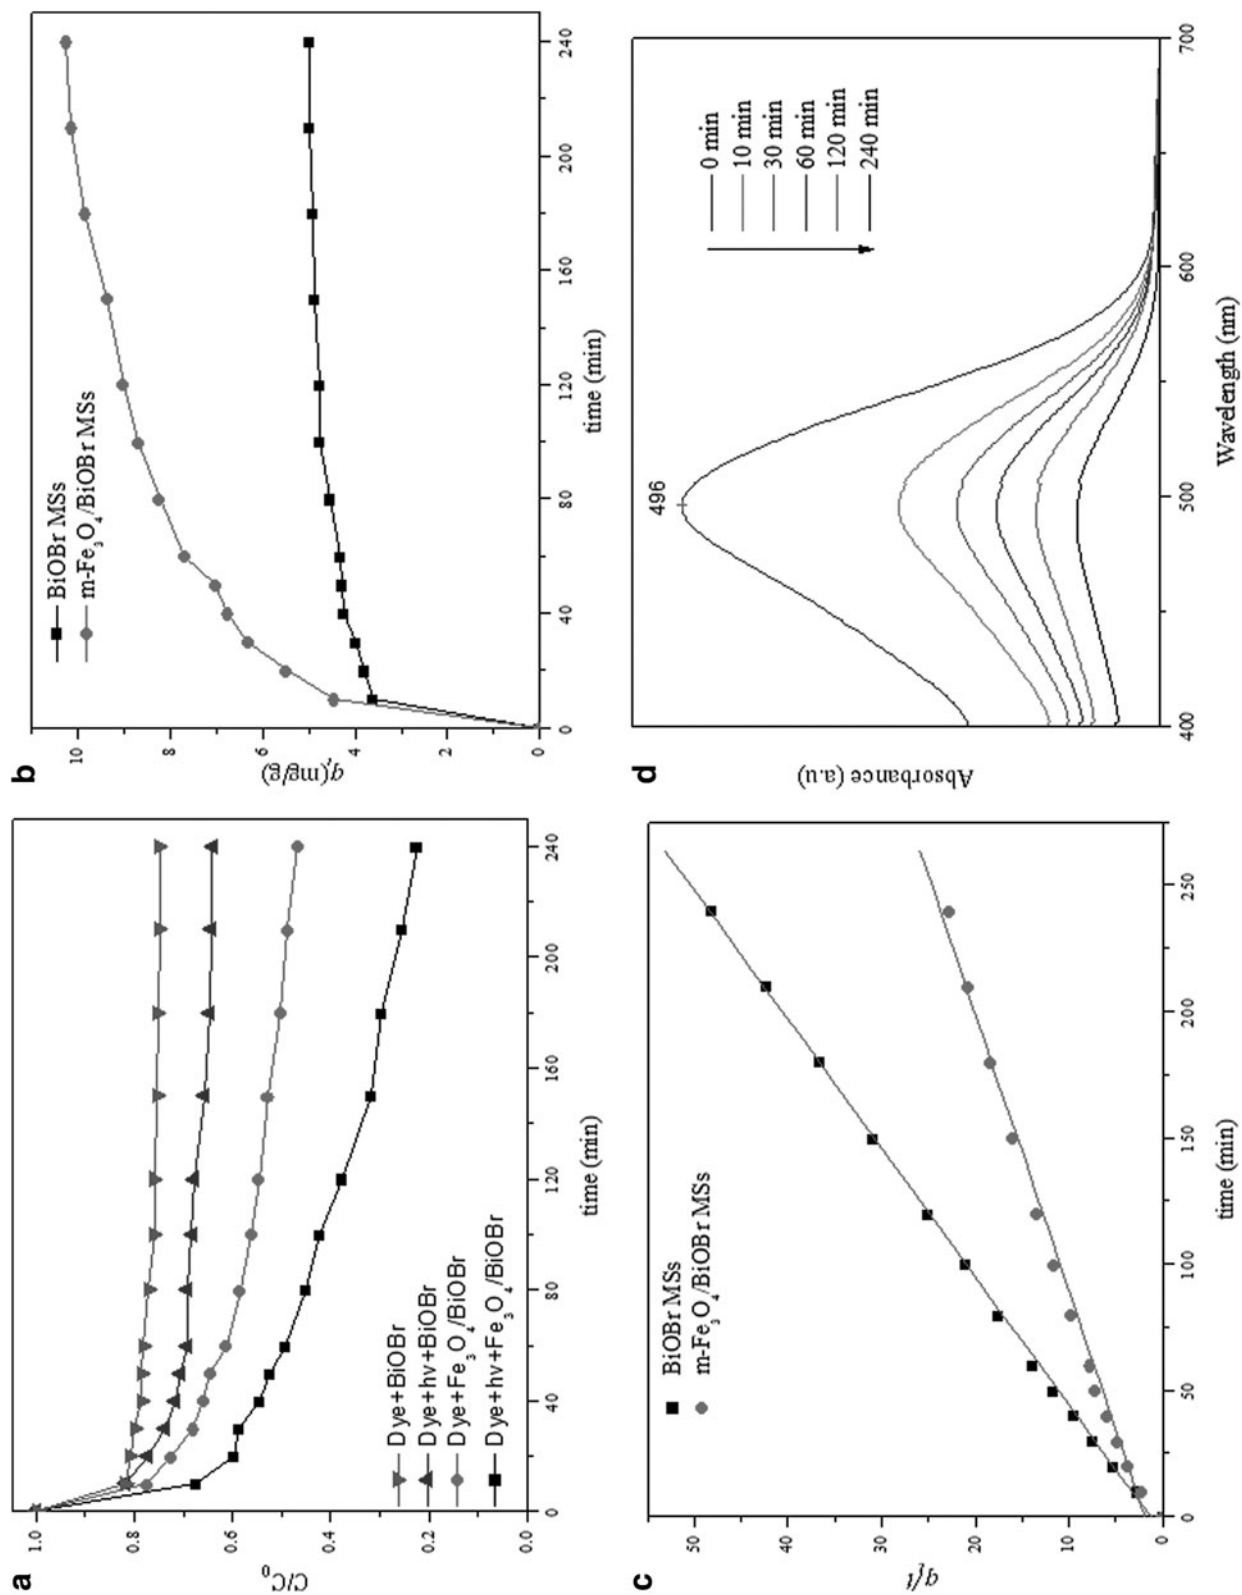 a
C/C₀
1.0
0.8
0.6
0.4
0.2
0.0
Dye+BiOBr
Dye+hv+BiOBr
Dye+Fe₃O₄/BiOBr
Dye+hv+Fe₃O₄/BiOBr
0 40 80 120 160 200 240
time (min)
b
qₜ(mg/g)
10
8
6
4
2
0
BiOBr MSs
m-Fe₃O₄/BiOBr MSs
0 40 80 120 160 200 240
time (min)
c
qₜ/t
50
40
30
20
10
0
BiOBr MSs
m-Fe₃O₄/BiOBr MSs
0 50 100 150 200 250
time (min)
d
Absorbance (a.u)
496
0 min
10 min
30 min
60 min
120 min
240 min
400 500 600 700
Wavelength (nm)